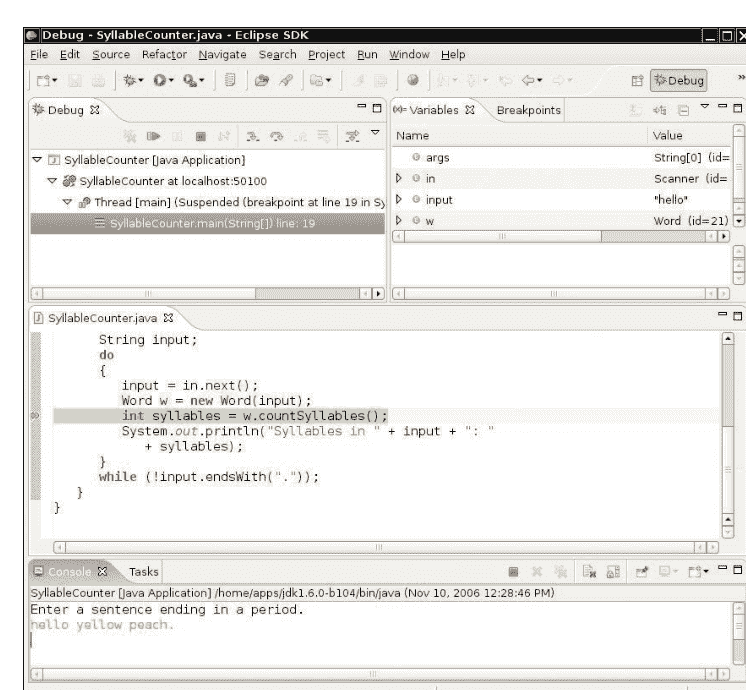 Debug - SyllableCounter.java - Eclipse SDK
File Edit Source Refactor Navigate Search Project Run Window Help
Debug
Debug
Variables Breakpoints
Name Value
SyllableCounter [Java Application]
args String[0] (id=
SyllableCounter at localhost:50100
in Scanner (id=
Thread [main] (Suspended (breakpoint at line 19 in Sy
input "hello"
SyllableCounter.main(String[]) line: 19
w Word (id=21)
SyllableCounter.java
String input;
do
{
input = in.next();
Word w = new Word(input);
int syllables = w.countSyllables();
System.out.println("Syllables in " + input + ": "
+ syllables);
}
while (!input.endsWith("."));
}
}
Console Tasks
SyllableCounter [Java Application] /home/apps/jdk1.6.0-b104/bin/java (Nov 10, 2006 12:28:46 PM)
Enter a sentence ending in a period.
hello yellow peach.